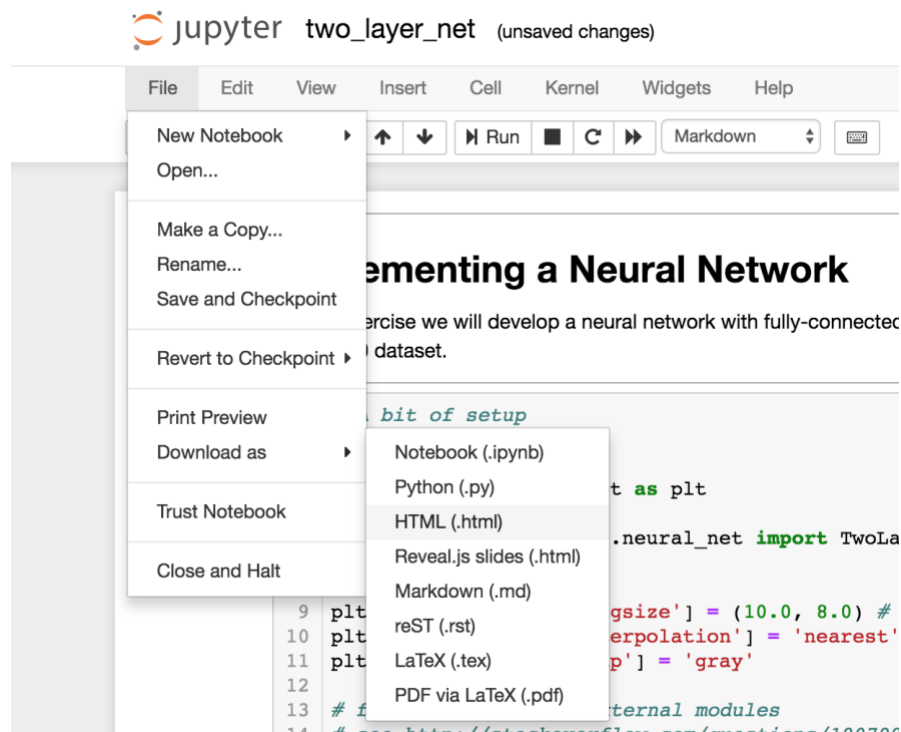 jupyter two_layer_net (unsaved changes)
File Edit View Insert Cell Kernel Widgets Help
Run Markdown
New Notebook
Open...
Make a Copy...
Rename...
Save and Checkpoint
Revert to Checkpoint
Print Preview
Download as
Trust Notebook
Close and Halt
Notebook (.ipynb)
Python (.py)
HTML (.html)
Reveal.js slides (.html)
Markdown (.md)
reST (.rst)
LaTeX (.tex)
PDF via LaTeX (.pdf)
ementing a Neural Network
ercise we will develop a neural network with fully-connected
dataset.
bit of setup
t as plt
.neural_net import TwoLa
9 plt gsize'] = (10.0, 8.0) #
10 plt erpolation'] = 'nearest'
11 plt p'] = 'gray'
12
13 # f ternal modules